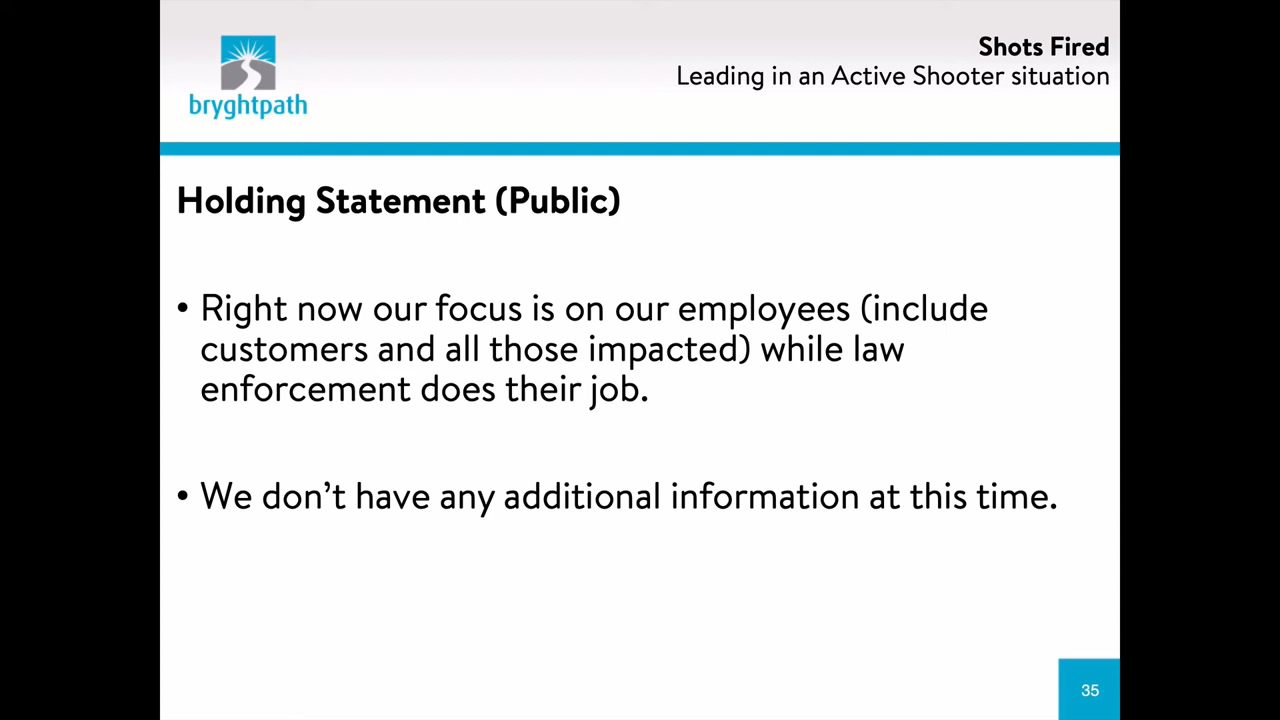 Shots Fired
Leading in an Active Shooter situation
bryghtpath
Holding Statement (Public)
• Right now our focus is on our employees (include
customers and all those impacted) while law
enforcement does their job.
• We don’t have any additional information at this time.
35